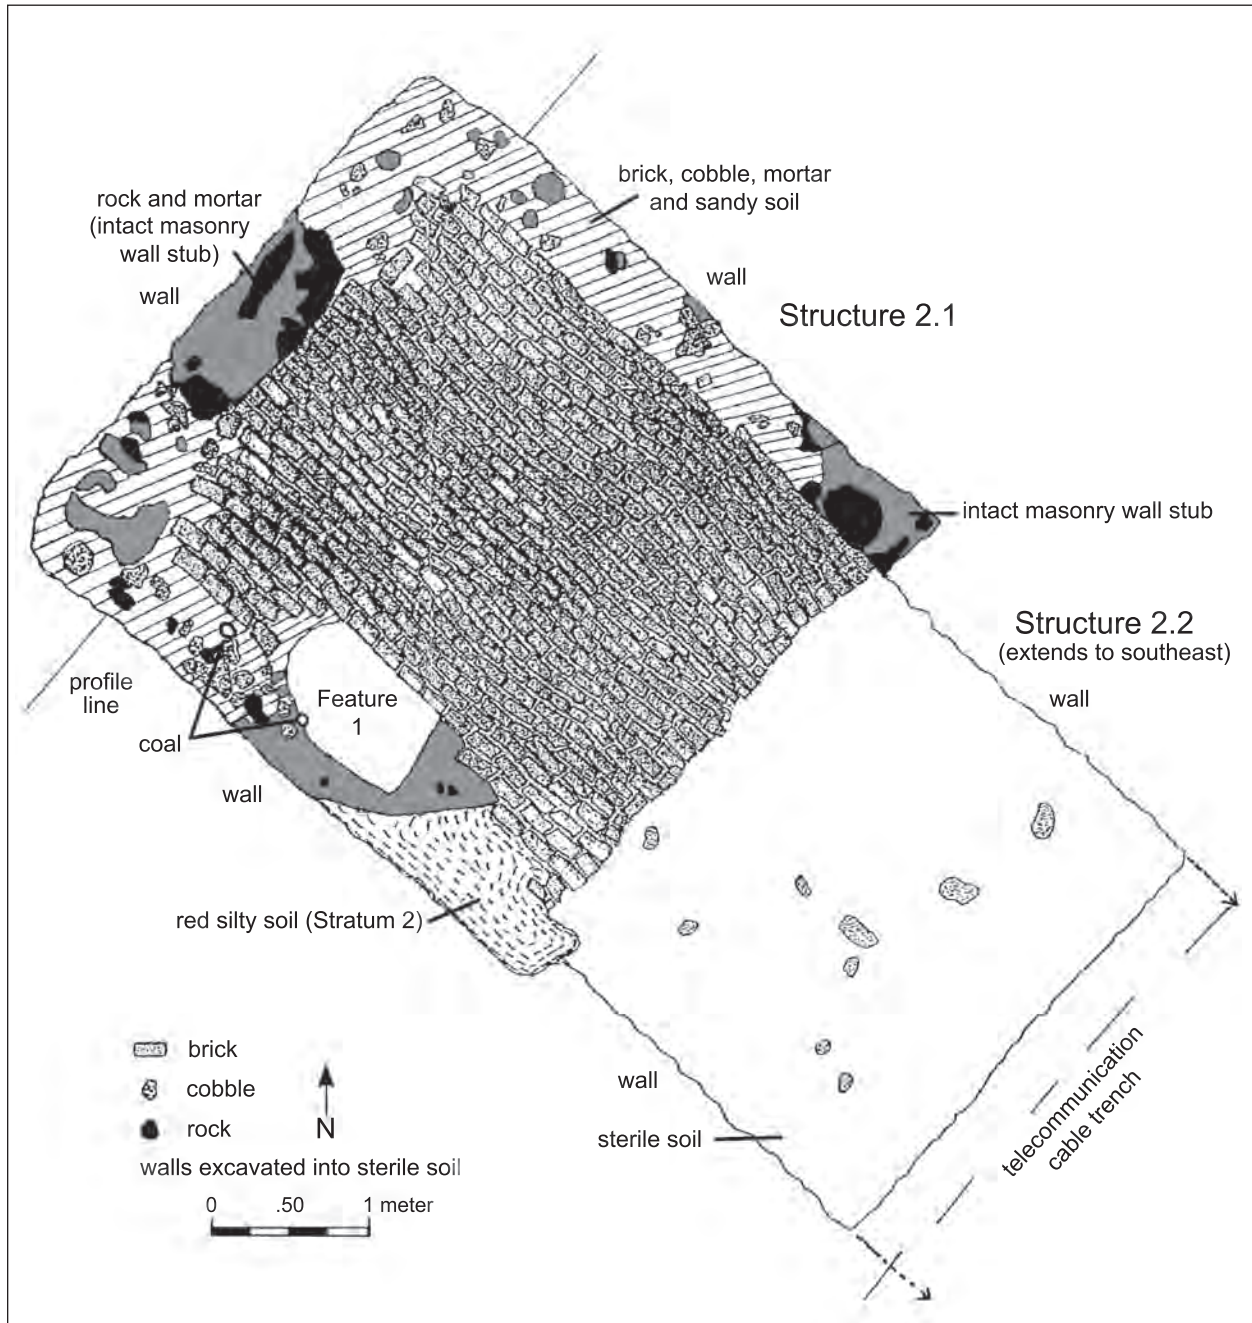 brick, cobble, mortar
and sandy soil
rock and mortar
(intact masonry
wall stub)
wall
wall
Structure 2.1
intact masonry wall stub
Structure 2.2
(extends to southeast)
wall
profile
line
Feature
1
coal
wall
red silty soil (Stratum 2)
brick
cobble
rock
N
walls excavated into sterile soil
0 .50 1 meter
wall
sterile soil
telecommunication
cable trench